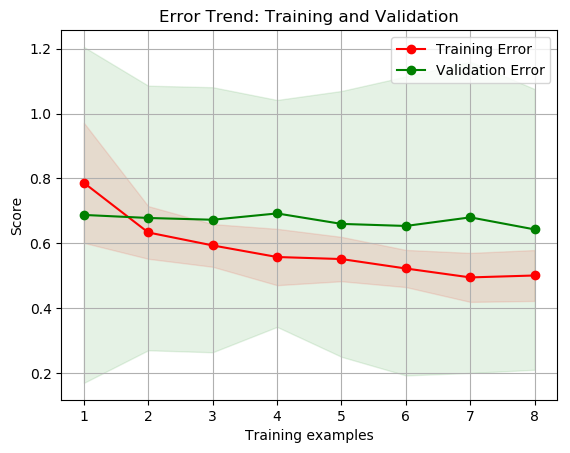 Error Trend: Training and Validation
Training Error
Validation Error
Score
1.2
1.0
0.8
0.6
0.4
0.2
1 2 3 4 5 6 7 8
Training examples